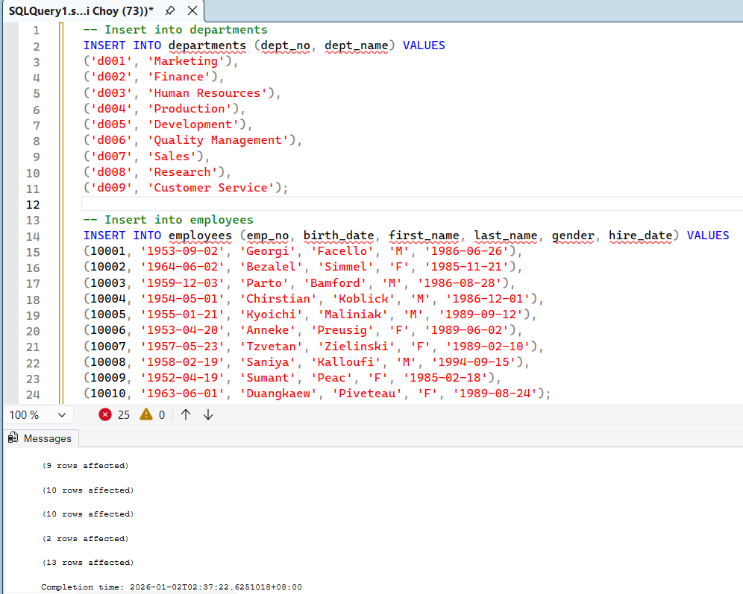 SQLQuery1.s...i Choy (73))*
1 -- Insert into departments
2 INSERT INTO departments (dept_no, dept_name) VALUES
3 ('d001', 'Marketing'),
4 ('d002', 'Finance'),
5 ('d003', 'Human Resources'),
6 ('d004', 'Production'),
7 ('d005', 'Development'),
8 ('d006', 'Quality Management'),
9 ('d007', 'Sales'),
10 ('d008', 'Research'),
11 ('d009', 'Customer Service');
12
13 -- Insert into employees
14 INSERT INTO employees (emp_no, birth_date, first_name, last_name, gender, hire_date) VALUES
15 (10001, '1953-09-02', 'Georgi', 'Facello', 'M', '1986-06-26'),
16 (10002, '1964-06-02', 'Bezalel', 'Simmel', 'F', '1985-11-21'),
17 (10003, '1959-12-03', 'Parto', 'Bamford', 'M', '1986-08-28'),
18 (10004, '1954-05-01', 'Chirstian', 'Koblick', 'M', '1986-12-01'),
19 (10005, '1955-01-21', 'Kyoichi', 'Maliniak', 'M', '1989-09-12'),
20 (10006, '1953-04-20', 'Anneke', 'Preusig', 'F', '1989-06-02'),
21 (10007, '1957-05-23', 'Tzvetan', 'Zielinski', 'F', '1989-02-10'),
22 (10008, '1958-02-19', 'Saniya', 'Kalloufi', 'M', '1994-09-15'),
23 (10009, '1952-04-19', 'Sumant', 'Peac', 'F', '1985-02-18'),
24 (10010, '1963-06-01', 'Duangkaew', 'Piveteau', 'F', '1989-08-24');
100 % 25 0
Messages
(9 rows affected)
(10 rows affected)
(10 rows affected)
(2 rows affected)
(13 rows affected)
Completion time: 2026-01-02T02:37:22.6251018+08:00